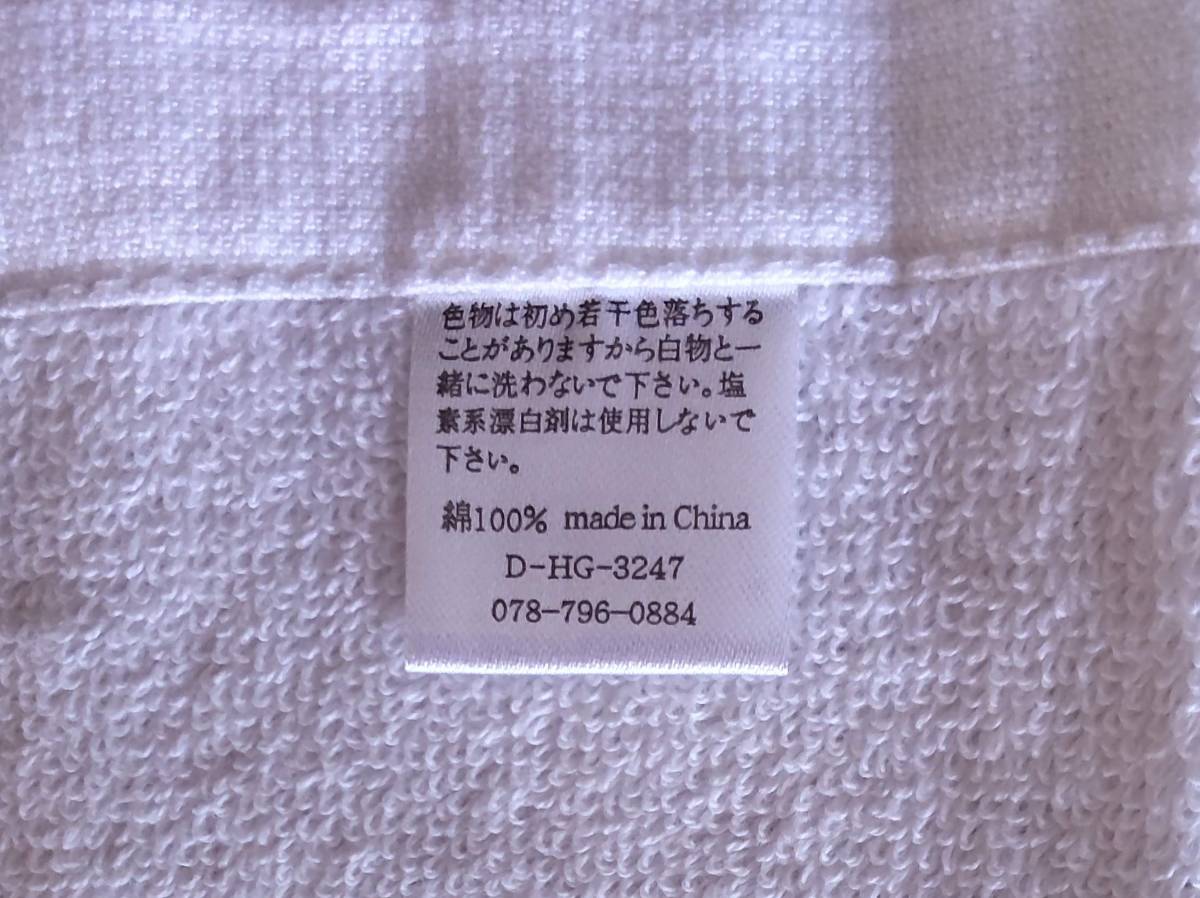 色物は初め若干色落ちする
ことがありますから白物と一
緒に洗わないで下さい。塩
素系漂白剤は使用しないで
下さい。
綿100% made in China
D-HG-3247
078-796-0884